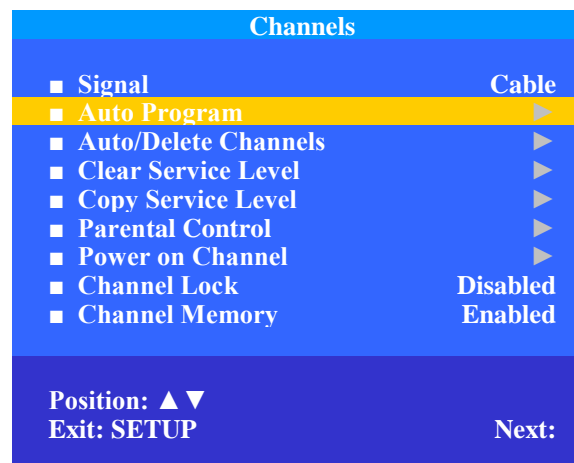 Channels
■ Signal Cable
■ Auto Program ▶
■ Auto/Delete Channels ▶
■ Clear Service Level ▶
■ Copy Service Level ▶
■ Parental Control ▶
■ Power on Channel ▶
■ Channel Lock Disabled
■ Channel Memory Enabled
Position: ▲▼
Exit: SETUP Next: